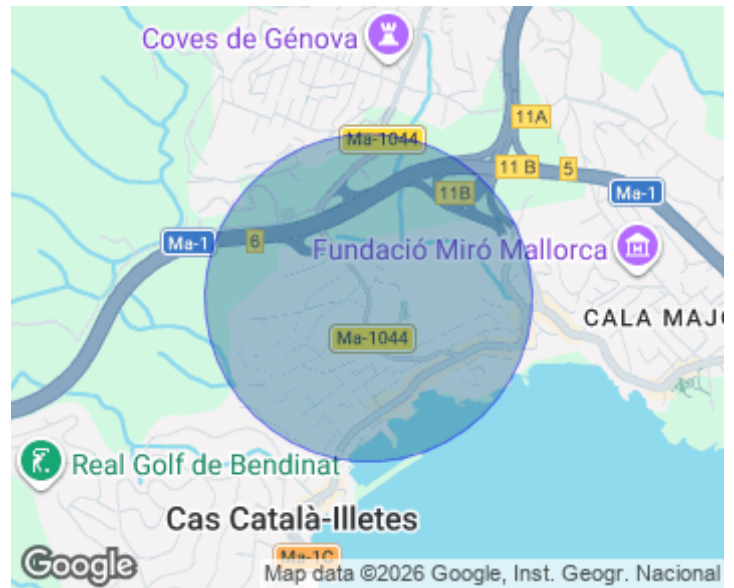 Coves de Génova
11A
Ma-1044
11 B
5
11B
Ma-1
Ma-1
6
Fundació Miró Mallorca
CALA MAJ
Ma-1044
Real Golf de Bendinat
Cas Català-Illetes
Ma-1C
Google
Map data ©2026 Google, Inst. Geogr. Nacional